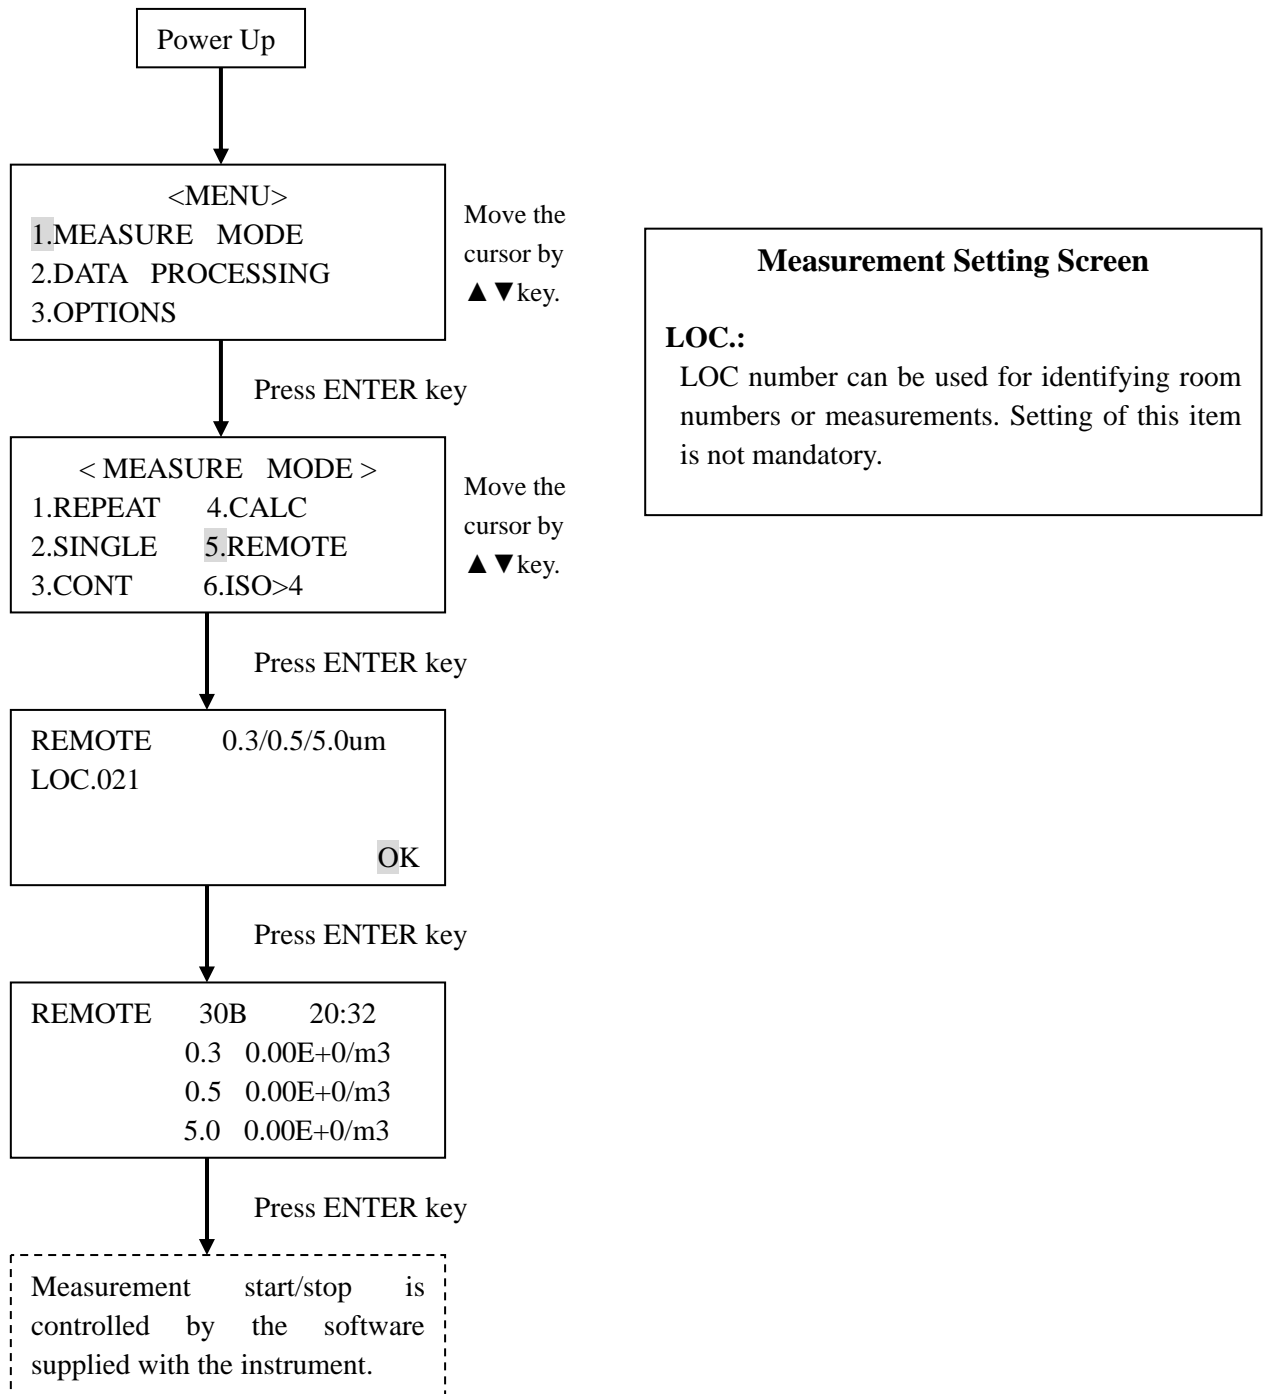 Power Up
<MENU>
1.MEASURE MODE
2.DATA PROCESSING
3.OPTIONS
Move the
cursor by
▲▼key.
Press ENTER key
< MEASURE MODE >
1.REPEAT 4.CALC
2.SINGLE 5.REMOTE
3.CONT 6.ISO>4
Move the
cursor by
▲▼key.
Press ENTER key
REMOTE 0.3/0.5/5.0um
LOC.021
OK
Press ENTER key
REMOTE 30B 20:32
0.3 0.00E+0/m3
0.5 0.00E+0/m3
5.0 0.00E+0/m3
Press ENTER key
Measurement start/stop is
controlled by the software
supplied with the instrument.
Measurement Setting Screen
LOC.:
LOC number can be used for identifying room
numbers or measurements. Setting of this item
is not mandatory.